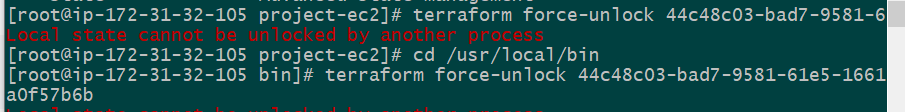 [root@ip-172-31-32-105 project-ec2]# terraform force-unlock 44c48c03-bad7-9581-6
Local state cannot be unlocked by another process
[root@ip-172-31-32-105 project-ec2]# cd /usr/local/bin
[root@ip-172-31-32-105 bin]# terraform force-unlock 44c48c03-bad7-9581-61e5-1661
a0f57b6b